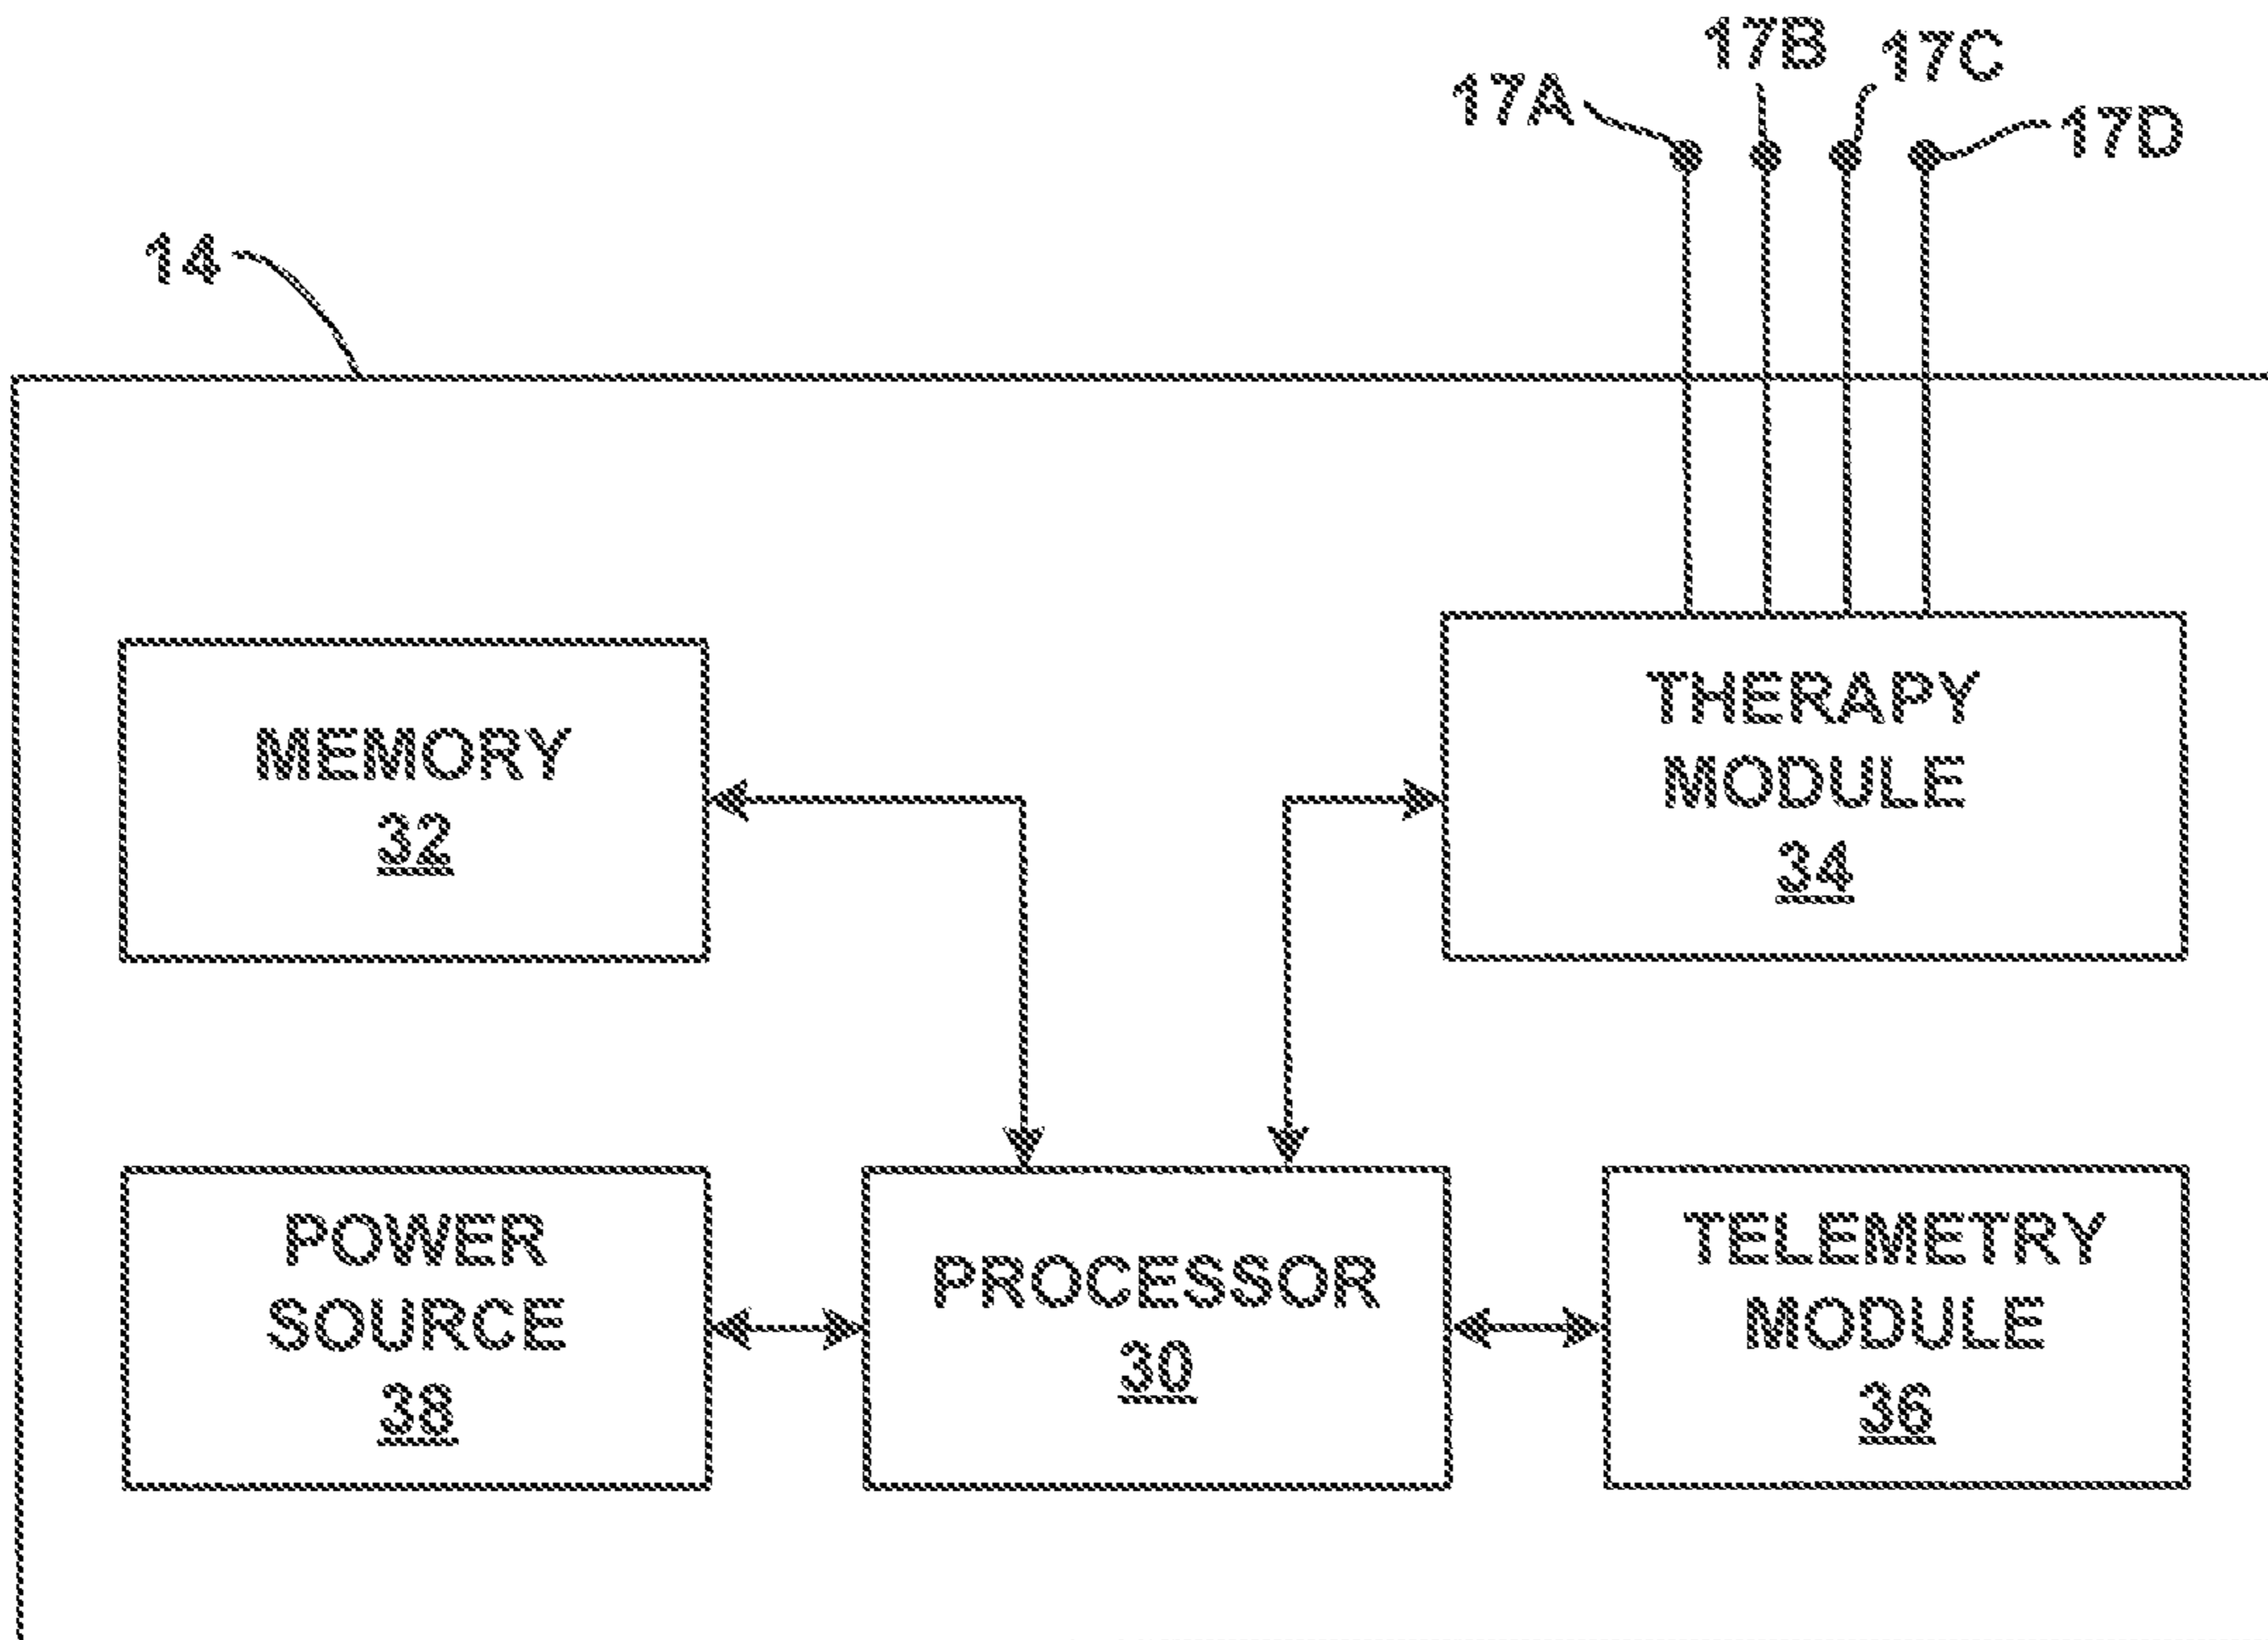 17B
17C
17A
17D
14
MEMORY
32
THERAPY
MODULE
34
POWER
SOURCE
38
PROCESSOR
30
TELEMETRY
MODULE
36